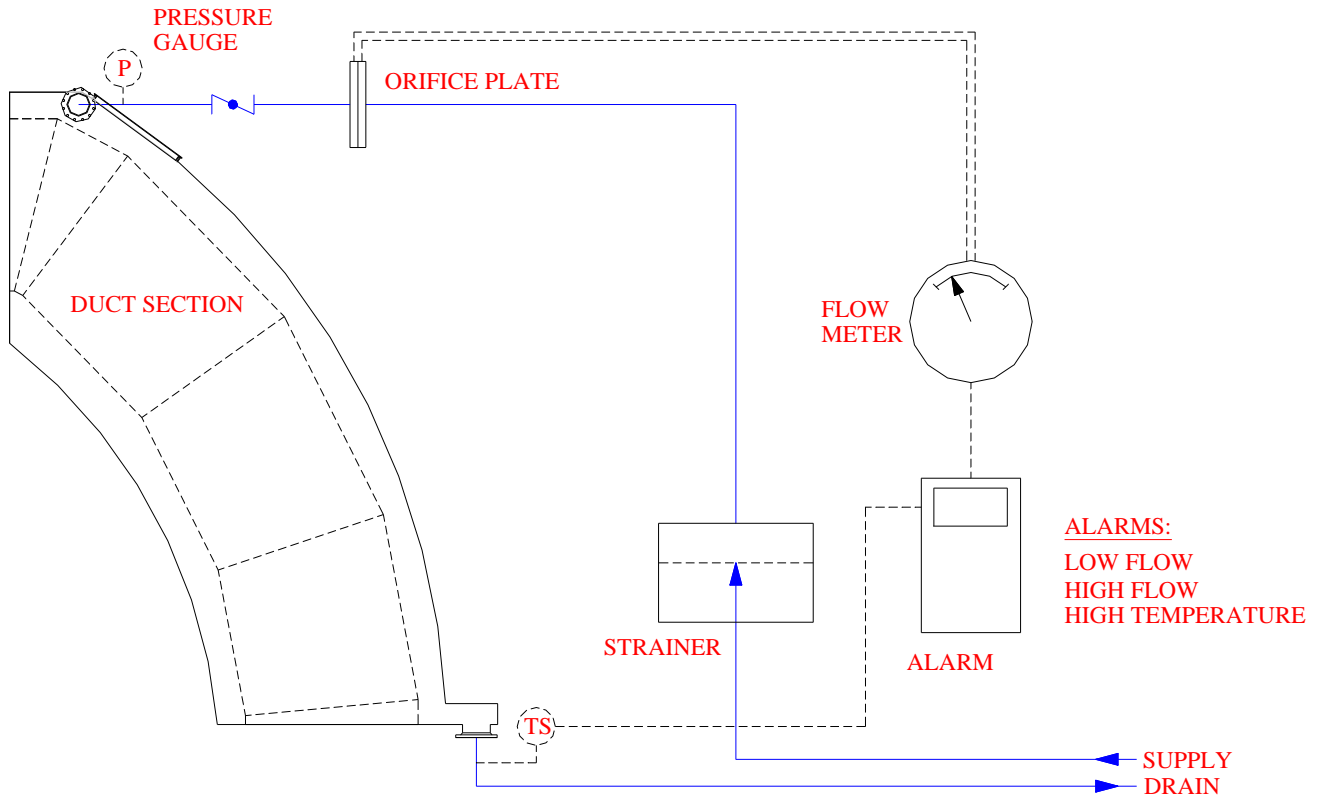 PRESSURE
GAUGE
P
ORIFICE PLATE
DUCT SECTION
FLOW
METER
ALARMS:
LOW FLOW
HIGH FLOW
HIGH TEMPERATURE
STRAINER
ALARM
TS
SUPPLY
DRAIN